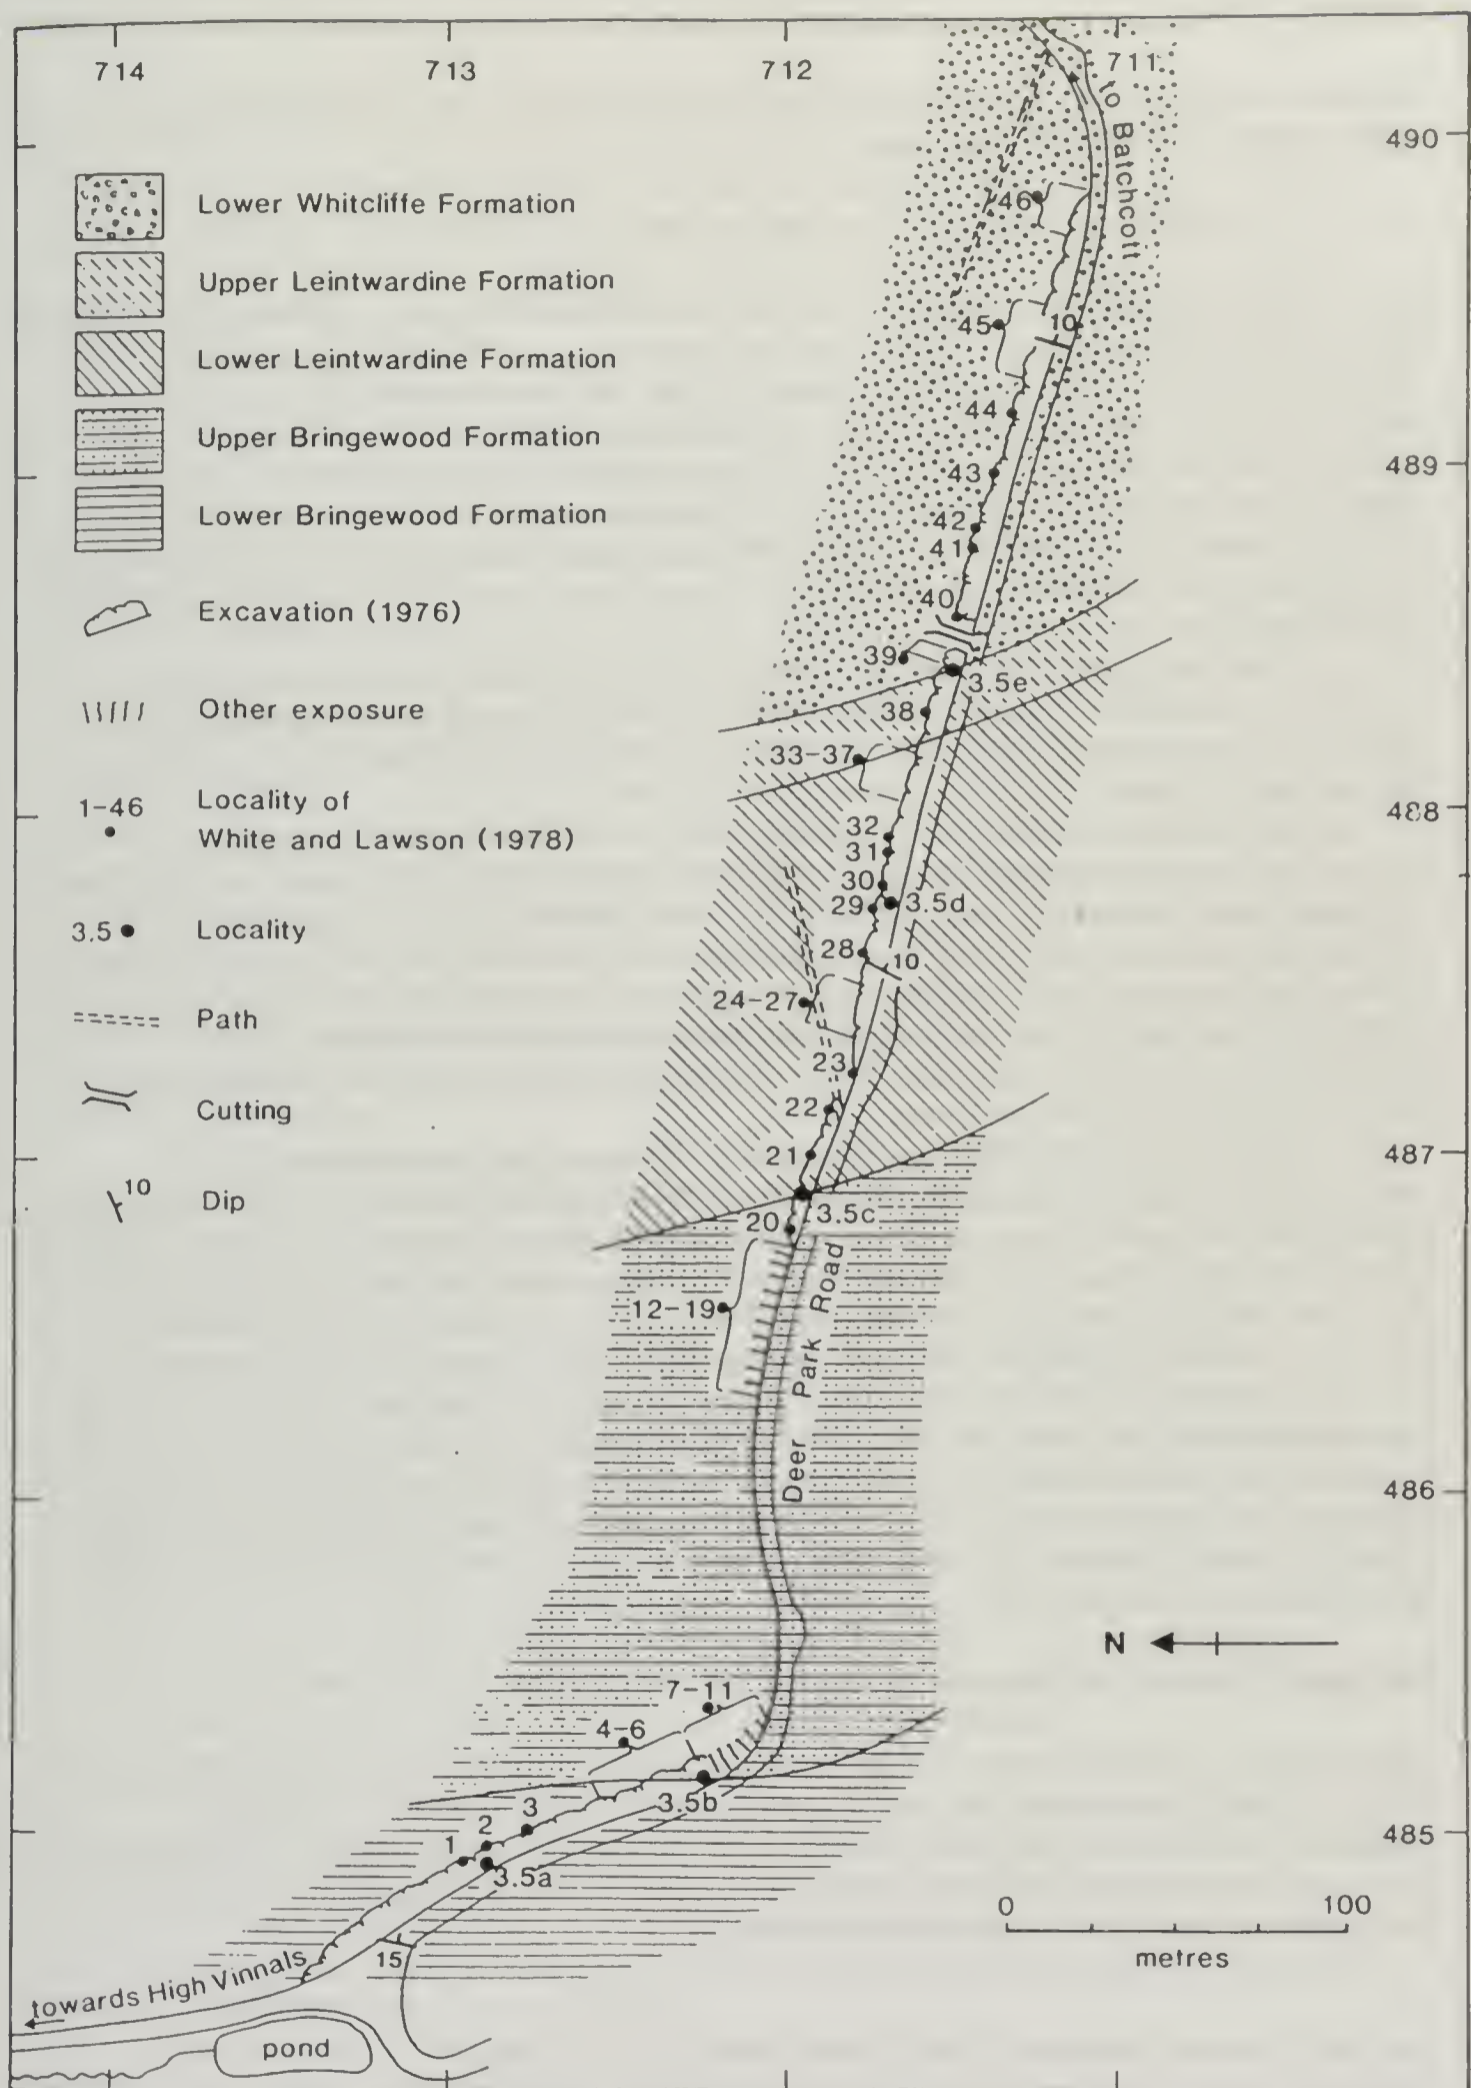 714
713
712
711
490
489
488
487
486
485
Lower Whitcliffe Formation
Upper Leintwardine Formation
Lower Leintwardine Formation
Upper Bringewood Formation
Lower Bringewood Formation
Excavation (1976)
Other exposure
1-46
Locality of
White and Lawson (1978)
3.5
Locality
Path
Cutting
10
Dip
to Batchcott
46
45
10
44
43
42
41
40
39
3.5e
38
33-37
32
31
30
29
3.5d
28
10
24-27
23
22
21
3.5c
20
12-19
Deer Park Road
N
7-11
4-6
3.5b
3
2
1
3.5a
15
towards High Vinnals
pond
0
100
metres